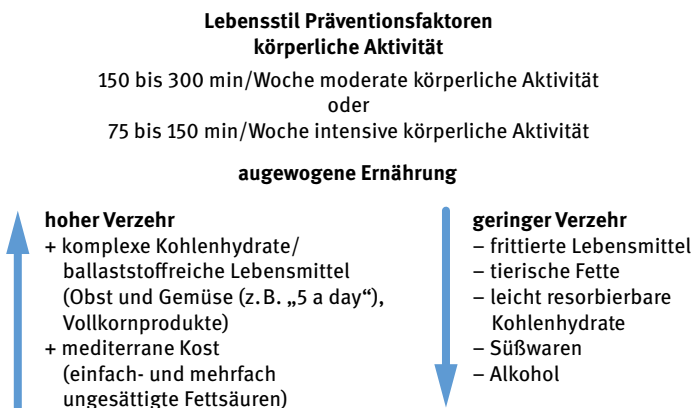 Lebensstil Präventionsfaktoren
körperliche Aktivität
150 bis 300 min/Woche moderate körperliche Aktivität
oder
75 bis 150 min/Woche intensive körperliche Aktivität
augewogene Ernährung
hoher Verzehr
+ komplexe Kohlenhydrate/
ballaststoffreiche Lebensmittel
(Obst und Gemüse (z. B. „5 a day“),
Vollkornprodukte)
+ mediterrane Kost
(einfach- und mehrfach
ungesättigte Fettsäuren)
geringer Verzehr
– frittierte Lebensmittel
– tierische Fette
– leicht resorbierbare
Kohlenhydrate
– Süßwaren
– Alkohol